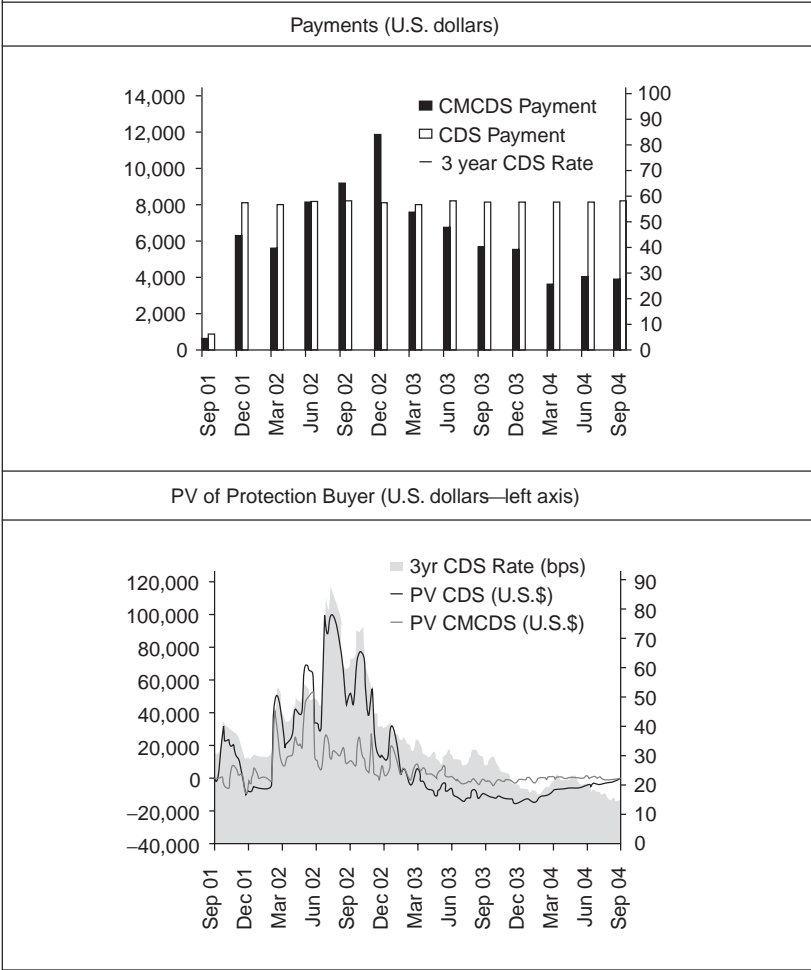 Payments (U.S. dollars)
14,000
12,000
10,000
8,000
6,000
4,000
2,000
0
100
90
80
70
60
50
40
30
20
10
0
CMCDS Payment
CDS Payment
3 year CDS Rate
Sep 01
Dec 01
Mar 02
Jun 02
Sep 02
Dec 02
Mar 03
Jun 03
Sep 03
Dec 03
Mar 04
Jun 04
Sep 04
PV of Protection Buyer (U.S. dollars—left axis)
120,000
100,000
80,000
60,000
40,000
20,000
0
−20,000
−40,000
90
80
70
60
50
40
30
20
10
0
3yr CDS Rate (bps)
PV CDS (U.S.$)
PV CMCDS (U.S.$)
Sep 01
Dec 01
Mar 02
Jun 02
Sep 02
Dec 02
Mar 03
Jun 03
Sep 03
Dec 03
Mar 04
Jun 04
Sep 04